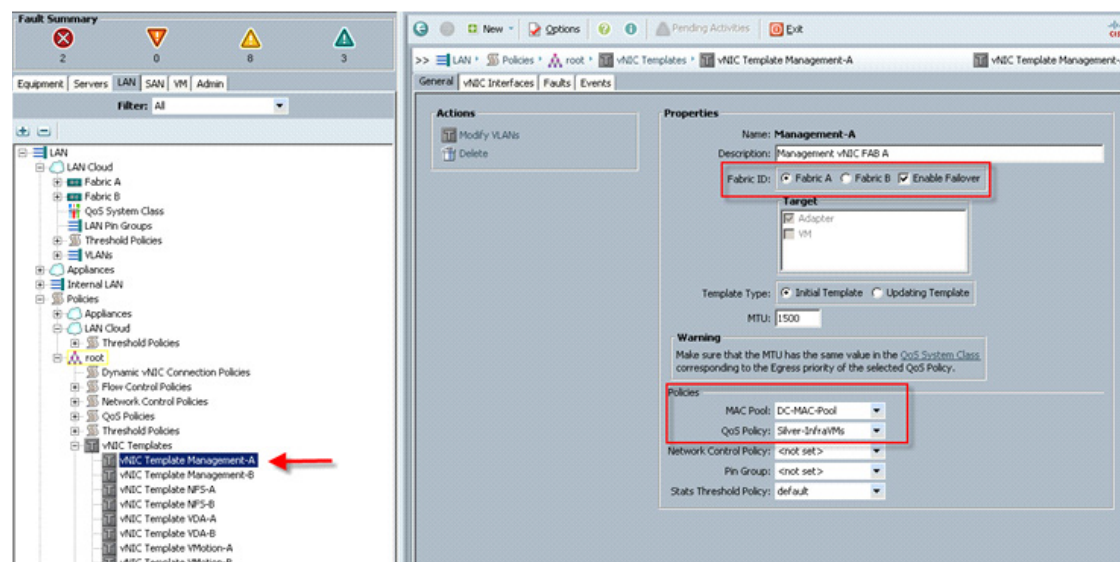 Fault Summary
2 0 8 3
Equipment Servers LAN SAN VM Admin
Filter: All
LAN
LAN Cloud
Fabric A
Fabric B
QoS System Class
LAN Pin Groups
Threshold Policies
VLANs
Appliances
Internal LAN
Policies
Appliances
LAN Cloud
Threshold Policies
root
Dynamic vNIC Connection Policies
Flow Control Policies
Network Control Policies
QoS Policies
Threshold Policies
vNIC Templates
vNIC Template Management-A
vNIC Template Management-B
vNIC Template NFS-A
vNIC Template NFS-B
vNIC Template VDA-A
vNIC Template VDA-B
vNIC Template VMotion-A
vNIC Template VMotion-B
New Options Pending Activities Exit
>> LAN Policies root vNIC Templates vNIC Template Management-A vNIC Template Management-
General vNIC Interfaces Faults Events
Actions
Modify VLANs
Delete
Properties
Name: Management-A
Description: Management vNIC FAB A
Fabric ID: Fabric A Fabric B Enable Failover
Target
Adapter
VM
Template Type: Initial Template Updating Template
MTU: 1500
Warning
Make sure that the MTU has the same value in the QoS System Class
corresponding to the Egress priority of the selected QoS Policy.
Policies
MAC Pool: DC-MAC-Pool
QoS Policy: Silver-InfraVMs
Network Control Policy: <not set>
Pin Group: <not set>
Stats Threshold Policy: default